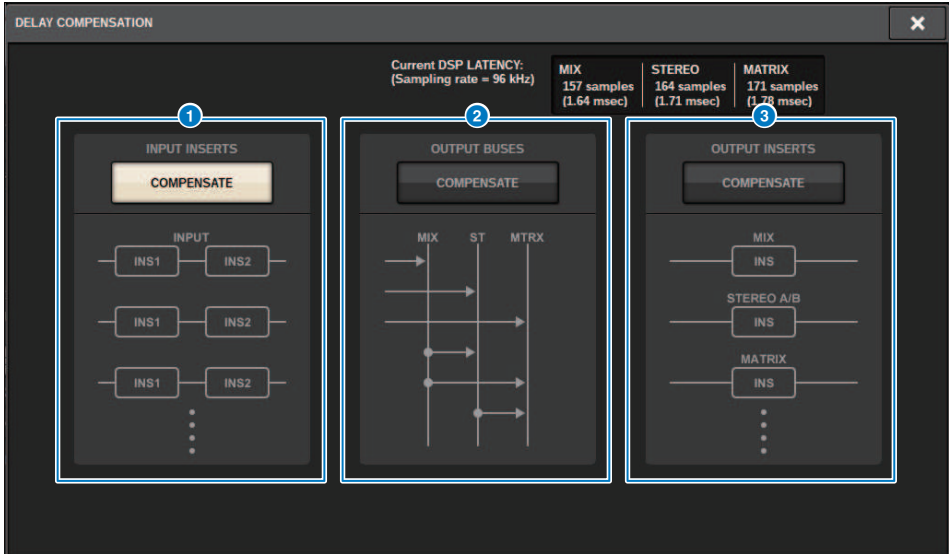 DELAY COMPENSATION
Current DSP LATENCY:
(Sampling rate = 96 kHz)
MIX
157 samples
(1.64 msec)
STEREO
164 samples
(1.71 msec)
MATRIX
171 samples
(1.78 msec)
1
INPUT INSERTS
COMPENSATE
INPUT
INS1 INS2
INS1 INS2
INS1 INS2
2
OUTPUT BUSES
COMPENSATE
MIX ST MTRX
3
OUTPUT INSERTS
COMPENSATE
MIX
INS
STEREO A/B
INS
MATRIX
INS